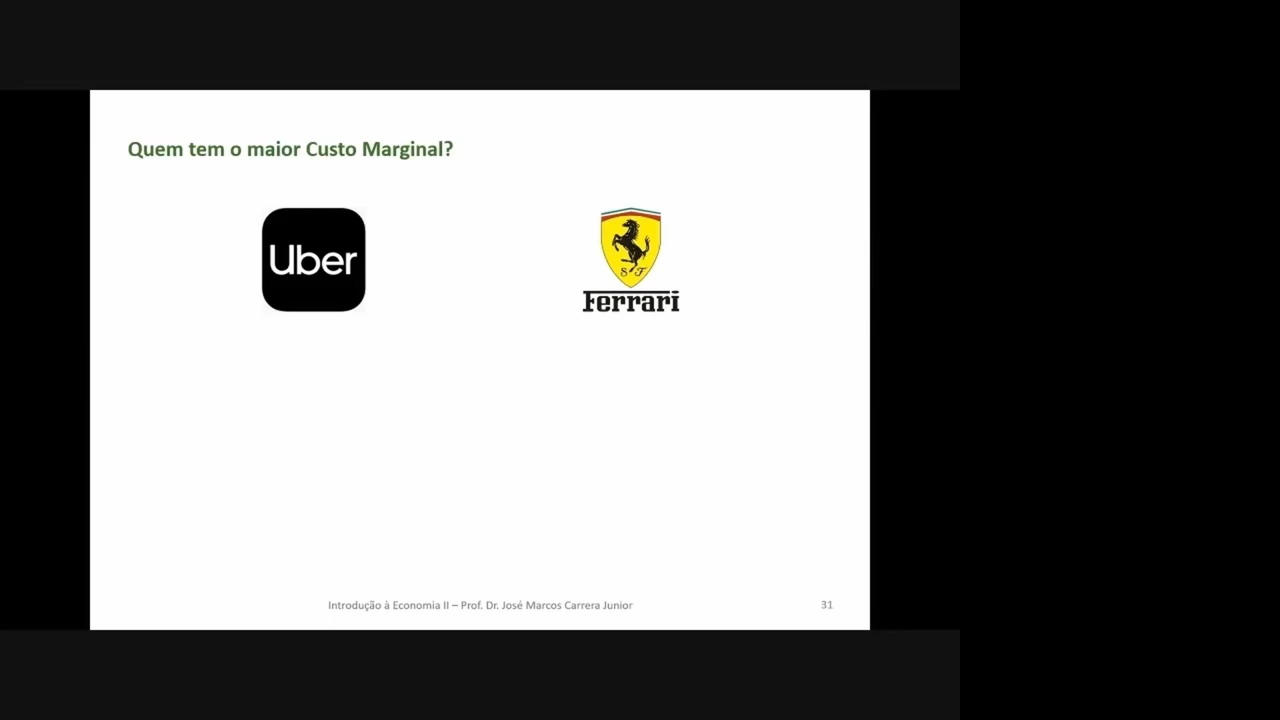 Quem tem o maior Custo Marginal?
Uber
S F
Ferrari
Introdução à Economia II – Prof. Dr. José Marcos Carrera Junior
31